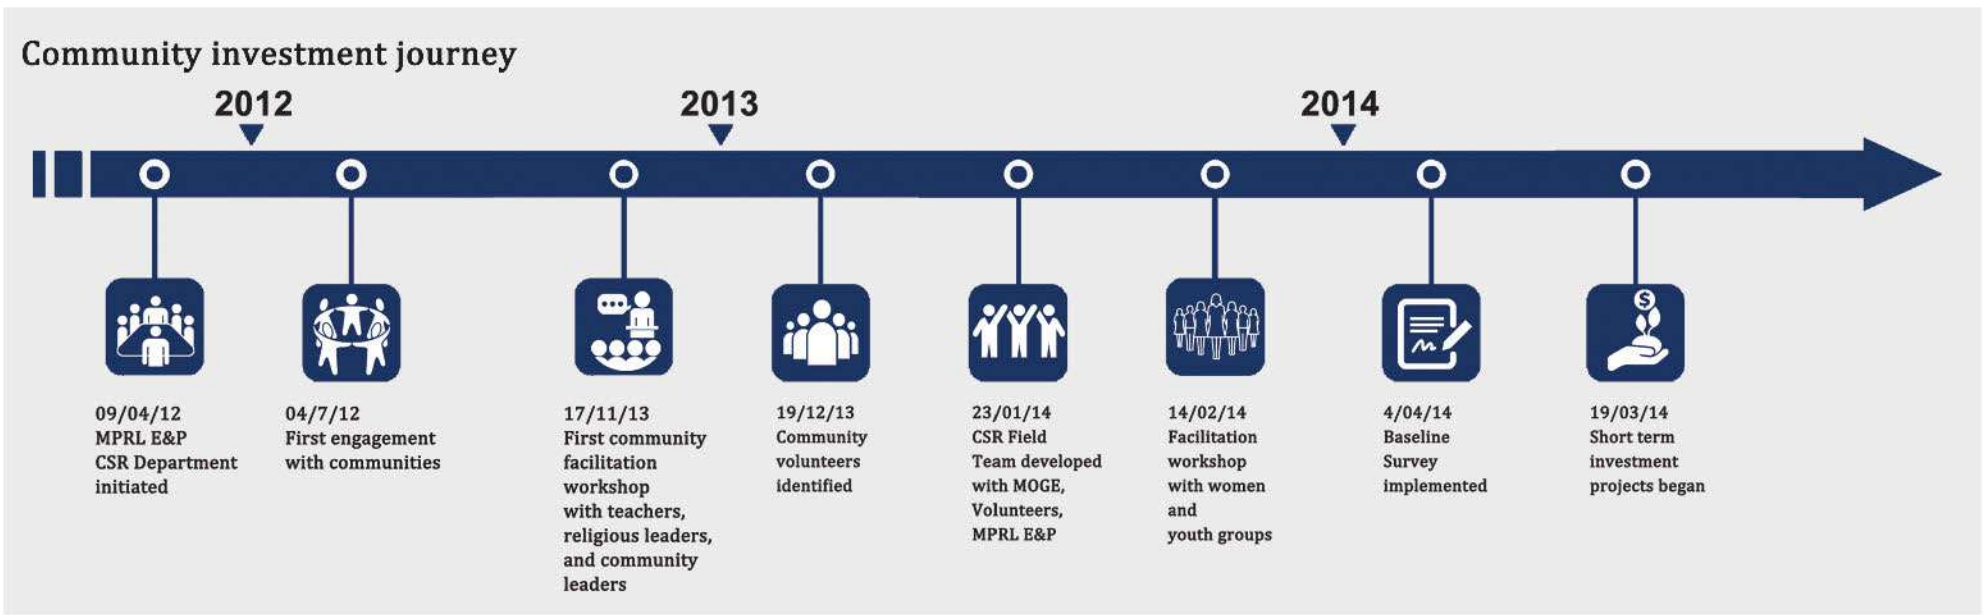 Community investment journey
2012
2013
2014
09/04/12
MPRL E&P
CSR Department
initiated
04/7/12
First engagement
with communities
17/11/13
First community
facilitation
workshop
with teachers,
religious leaders,
and community
leaders
19/12/13
Community
volunteers
identified
23/01/14
CSR Field
Team developed
with MOGE,
Volunteers,
MPRL E&P
14/02/14
Facilitation
workshop
with women
and
youth groups
4/04/14
Baseline
Survey
implemented
19/03/14
Short term
investment
projects began
$